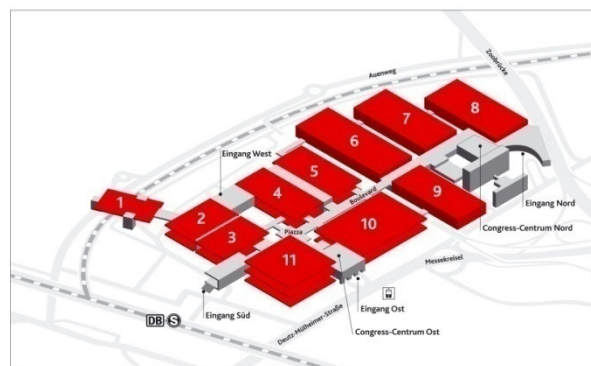 Zoobrücke
Auenweg
8
7
6
Eingang West
5
4
Boulevard
9
1
2
Eingang Nord
3
Piazza
10
Congress-Centrum Nord
11
Messekreisel
Eingang Ost
Eingang Süd
DB S
Deutz-Mülheimer-Straße
Congress-Centrum Ost